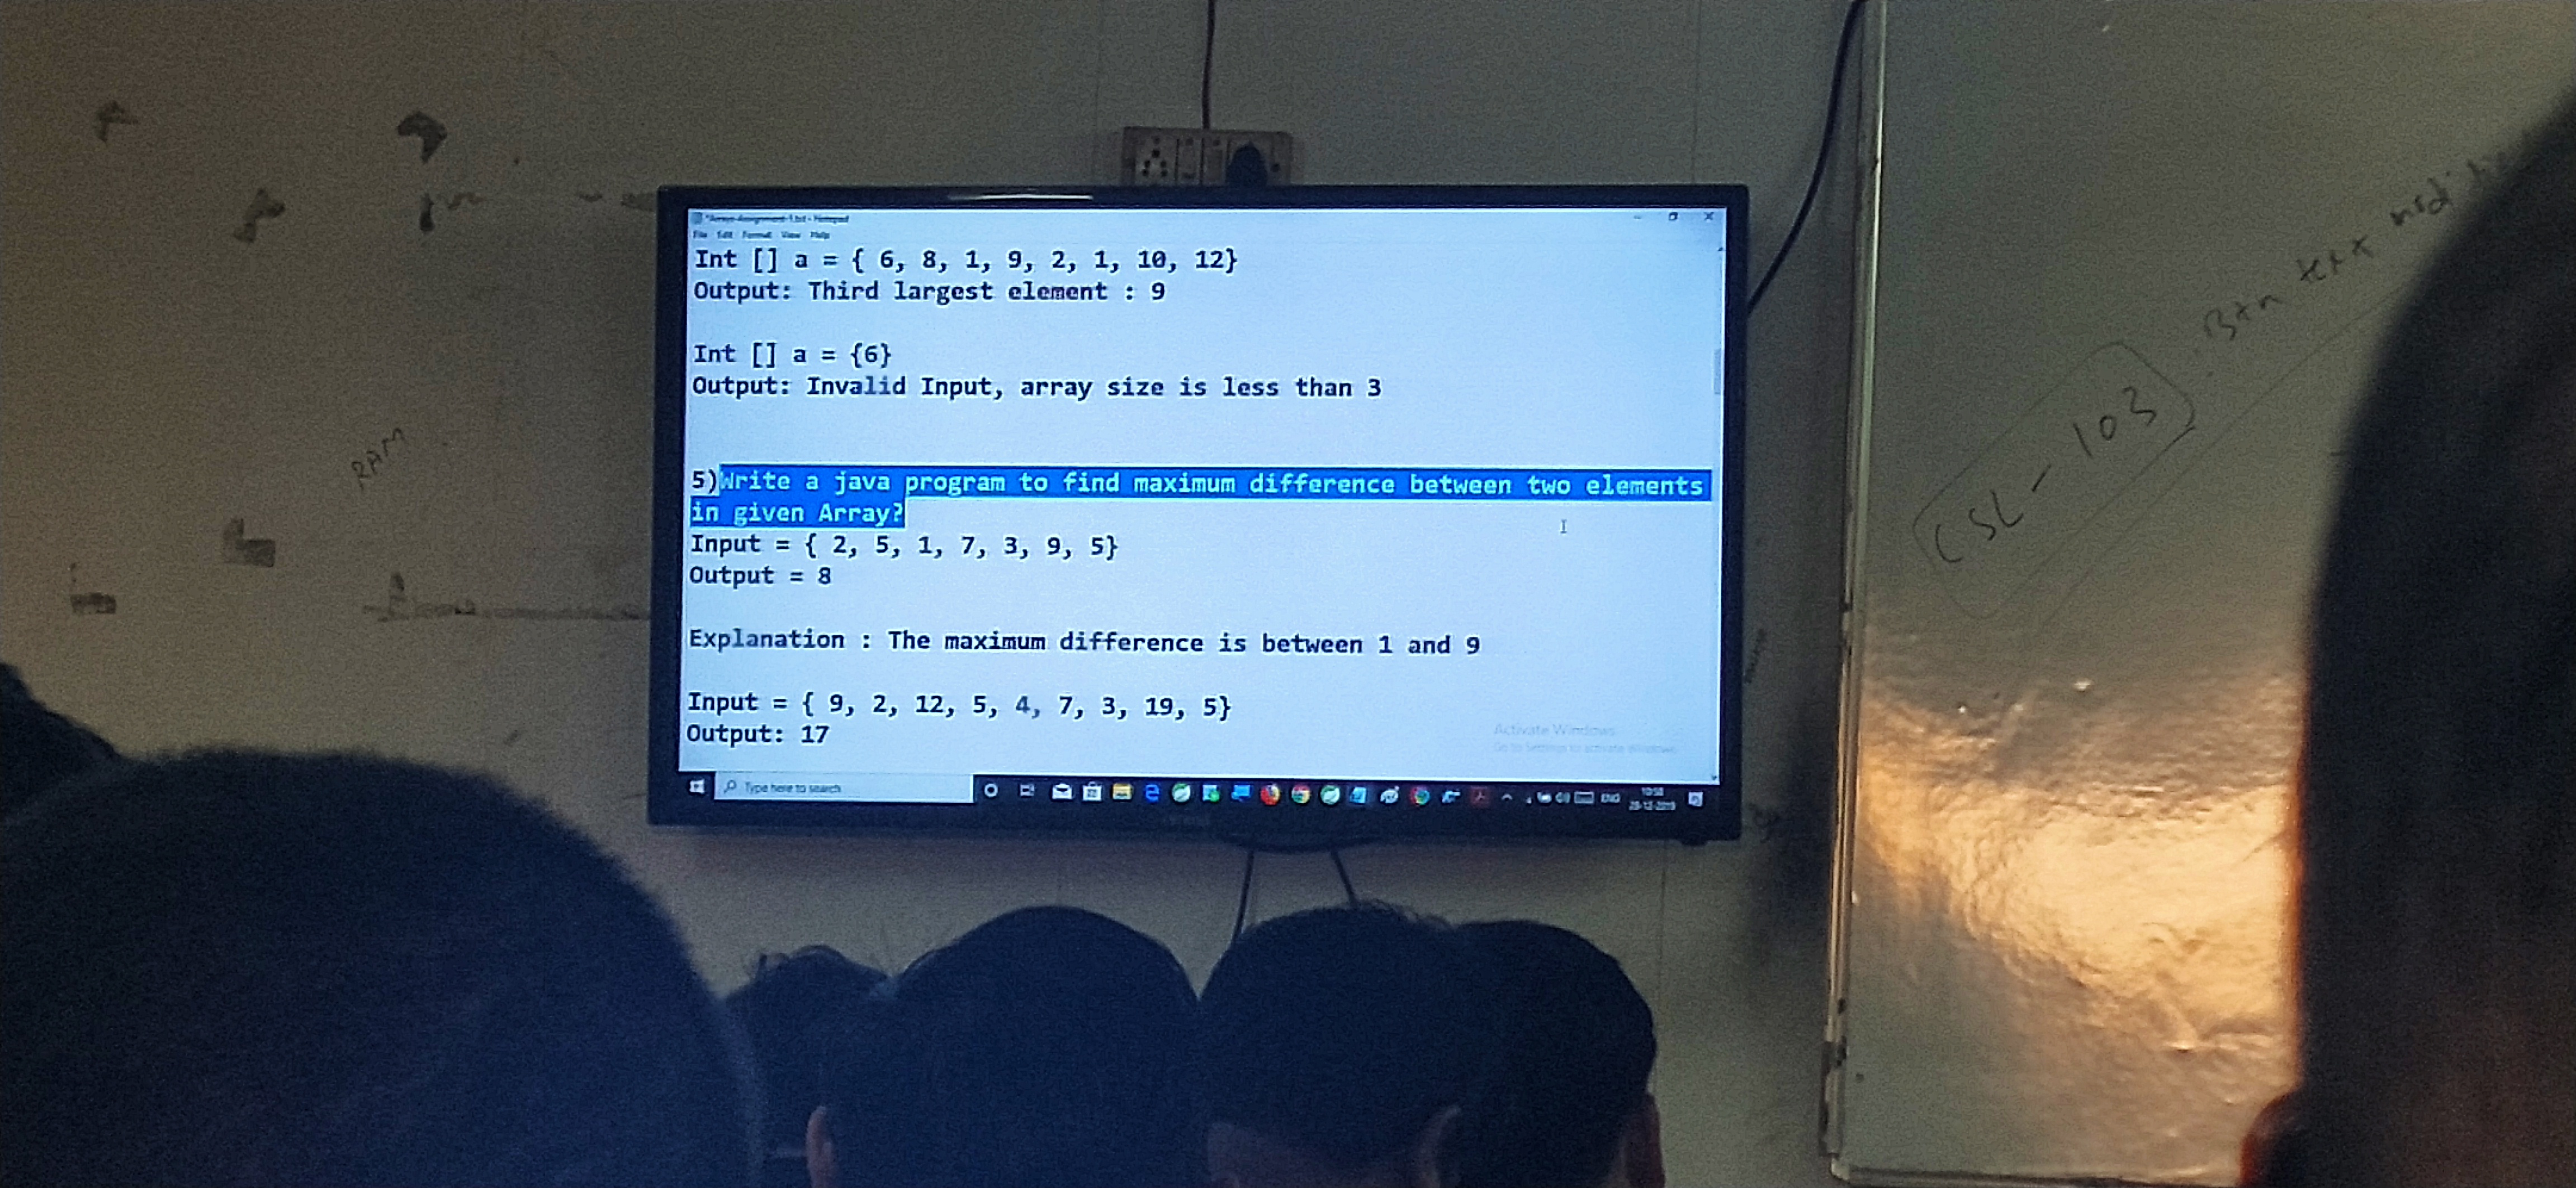 *Arrays-Assignment-1.txt - Notepad
File Edit Format View Help
Int [] a = { 6, 8, 1, 9, 2, 1, 10, 12}
Output: Third largest element : 9
Int [] a = {6}
Output: Invalid Input, array size is less than 3
5)Write a java program to find maximum difference between two elements
in given Array?
Input = { 2, 5, 1, 7, 3, 9, 5}
Output = 8
Explanation : The maximum difference is between 1 and 9
Input = { 9, 2, 12, 5, 4, 7, 3, 19, 5}
Output: 17
Activate Windows
Go to Settings to activate Windows.
Type here to search
ENG
10:58
28-12-2019
RAM
CSL - 103